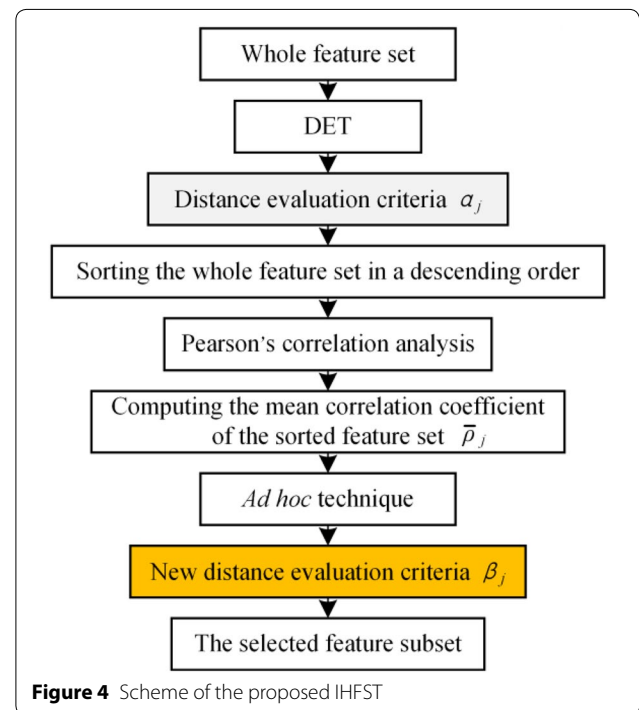 Whole feature set
DET
Distance evaluation criteria α_j
Sorting the whole feature set in a descending order
Pearson's correlation analysis
Computing the mean correlation coefficient
of the sorted feature set ρ̄_j
Ad hoc technique
New distance evaluation criteria β_j
The selected feature subset
Figure 4 Scheme of the proposed IHFST